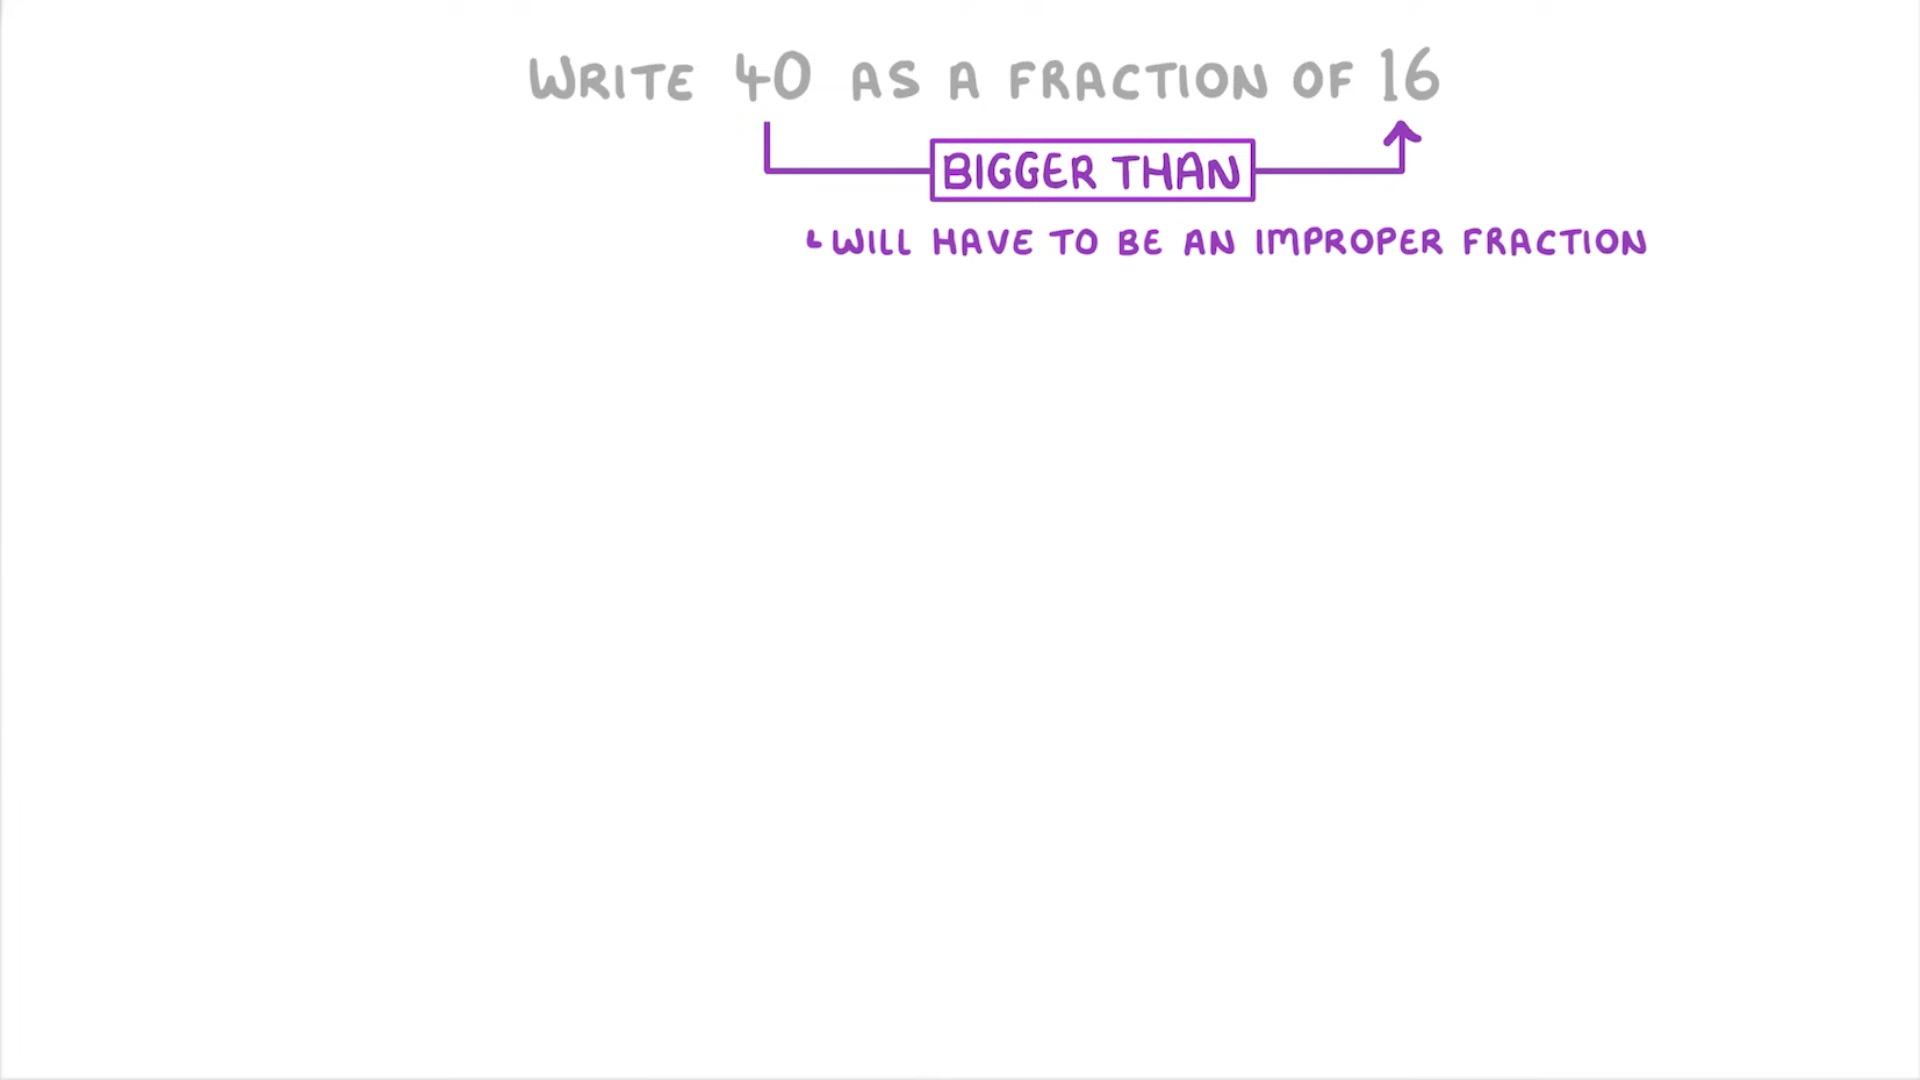 WRITE 40 AS A FRACTION OF 16
BIGGER THAN
WILL HAVE TO BE AN IMPROPER FRACTION